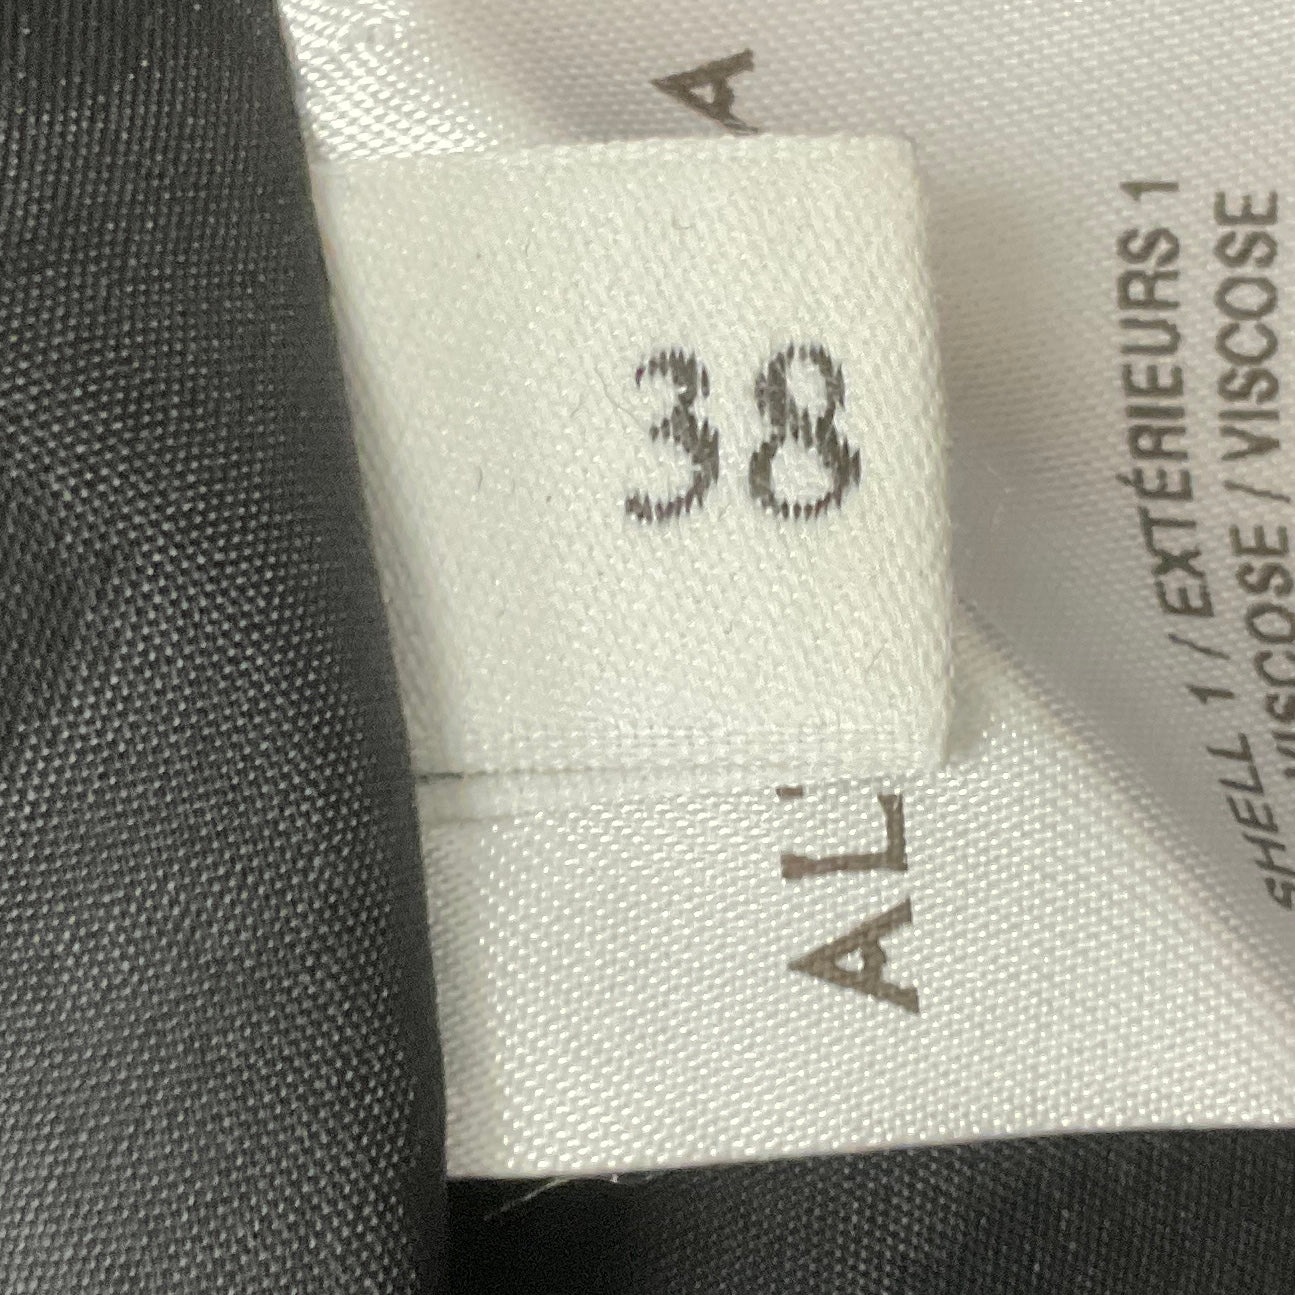 38
AL
A
SHELL 1 / EXTÉRIEURS 1
VISCOSE / VISCOSE